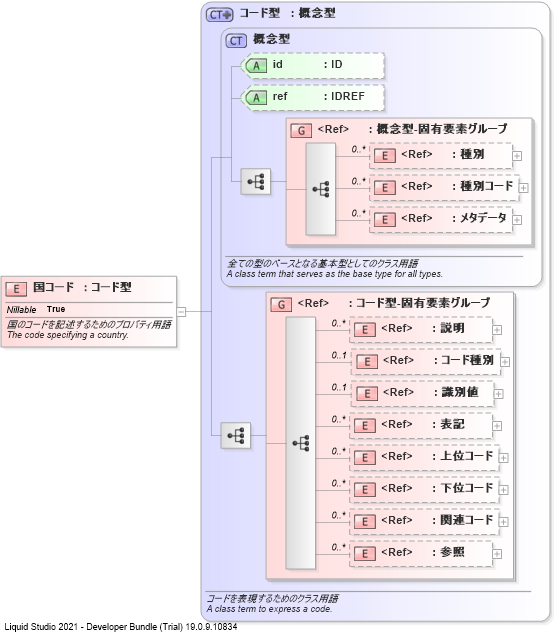 CT コード型 : 概念型
CT 概念型
A id : ID
A ref : IDREF
G <Ref> : 概念型-固有要素グループ
0..* E <Ref> : 種別
0..* E <Ref> : 種別コード
0..* E <Ref> : メタデータ
全ての型のベースとなる基本型としてのクラス用語
A class term that serves as the base type for all types.
E 国コード : コード型
Nillable True
国のコードを記述するためのプロパティ用語
The code specifying a country.
G <Ref> : コード型-固有要素グループ
0..* E <Ref> : 説明
0..1 E <Ref> : コード種別
0..1 E <Ref> : 識別値
0..* E <Ref> : 表記
0..* E <Ref> : 上位コード
0..* E <Ref> : 下位コード
0..* E <Ref> : 関連コード
0..* E <Ref> : 参照
コードを表現するためのクラス用語
A class term to express a code.
Liquid Studio 2021 - Developer Bundle (Trial) 19.0.9.10834